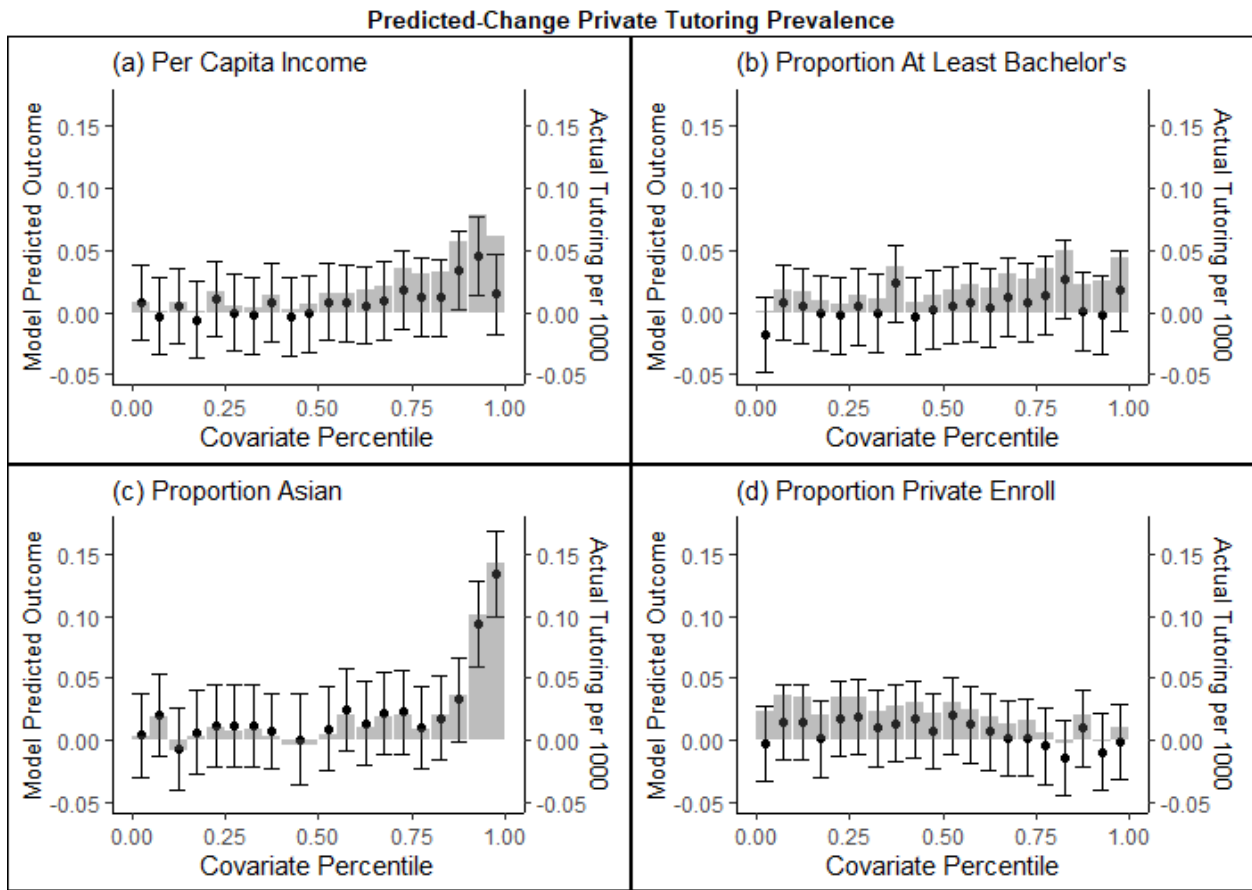 Predicted-Change Private Tutoring Prevalence
(a) Per Capita Income
Model Predicted Outcome
0.15
0.10
0.05
0.00
-0.05
0.15
0.10
0.05
0.00
-0.05
Actual Tutoring per 1000
0.00 0.25 0.50 0.75 1.00
Covariate Percentile
(b) Proportion At Least Bachelor's
Model Predicted Outcome
0.15
0.10
0.05
0.00
-0.05
0.15
0.10
0.05
0.00
-0.05
Actual Tutoring per 1000
0.00 0.25 0.50 0.75 1.00
Covariate Percentile
(c) Proportion Asian
Model Predicted Outcome
0.15
0.10
0.05
0.00
-0.05
0.15
0.10
0.05
0.00
-0.05
Actual Tutoring per 1000
0.00 0.25 0.50 0.75 1.00
Covariate Percentile
(d) Proportion Private Enroll
Model Predicted Outcome
0.15
0.10
0.05
0.00
-0.05
0.15
0.10
0.05
0.00
-0.05
Actual Tutoring per 1000
0.00 0.25 0.50 0.75 1.00
Covariate Percentile